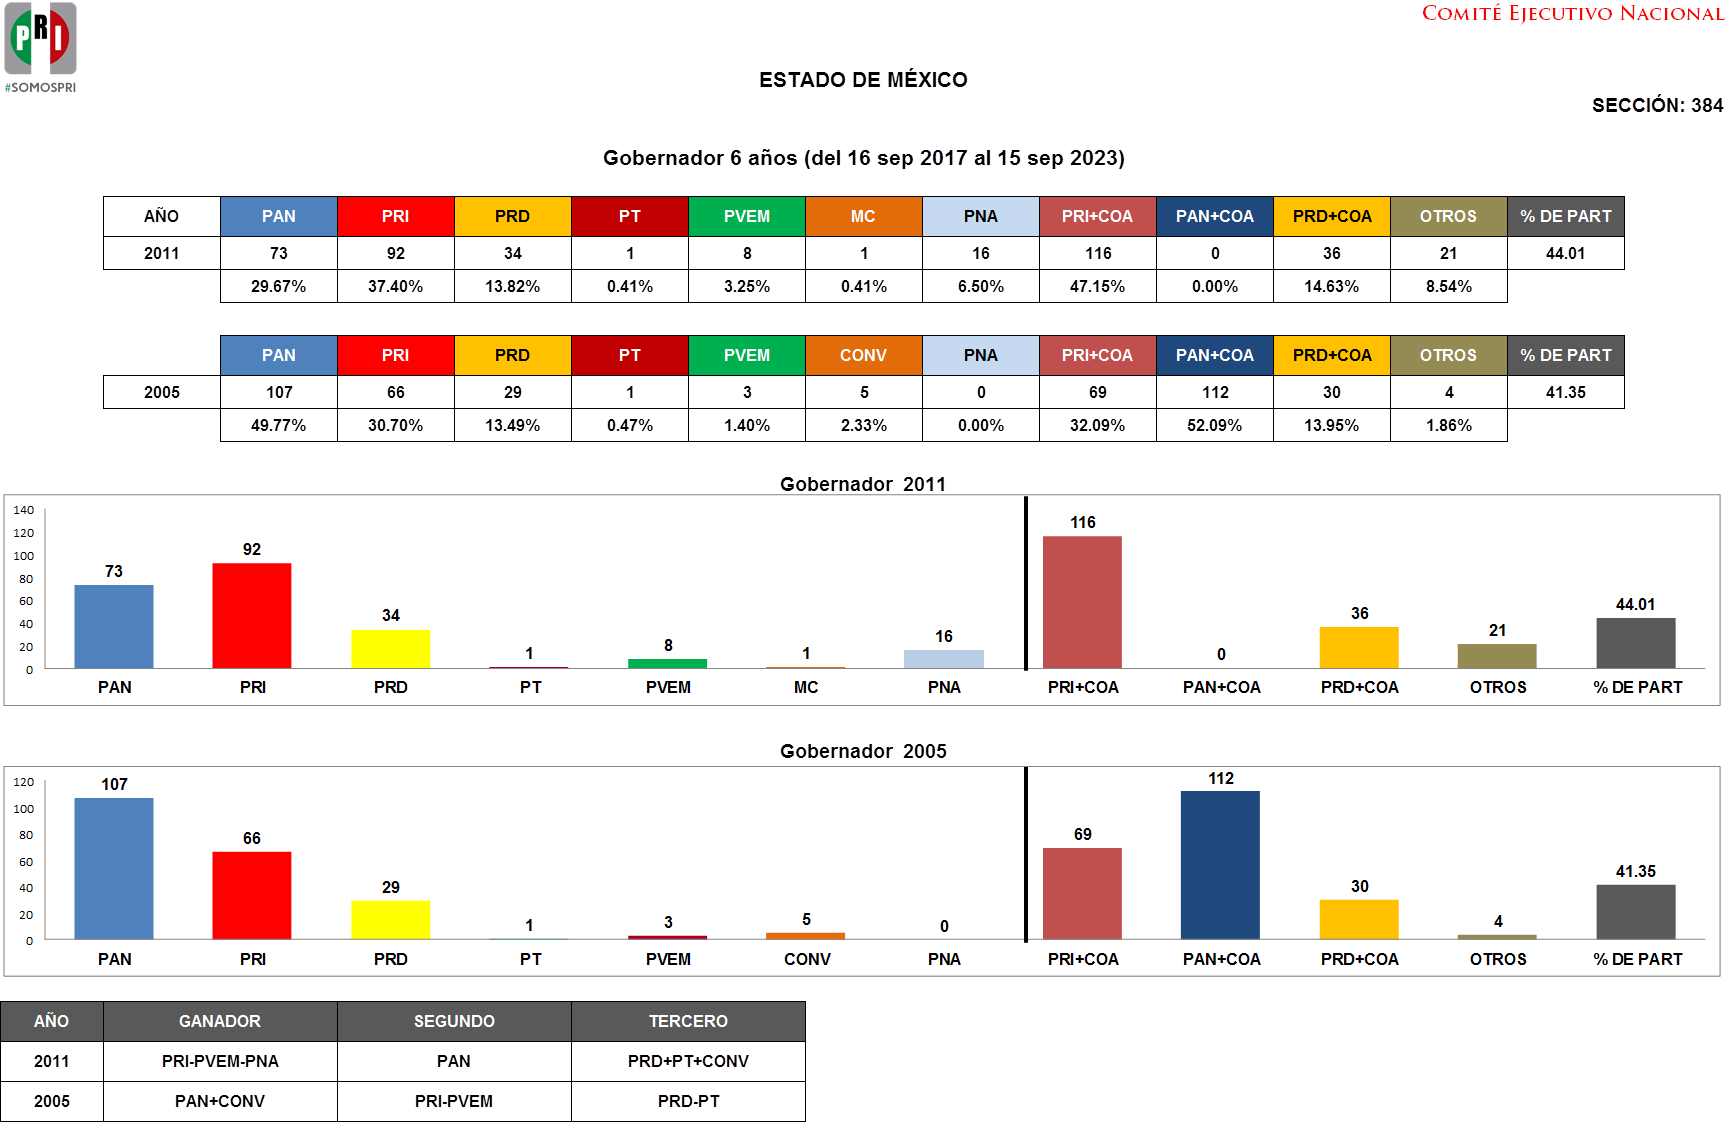 PRI
#SOMOSPRI
COMITÉ EJECUTIVO NACIONAL
ESTADO DE MÉXICO
SECCIÓN: 384
Gobernador 6 años (del 16 sep 2017 al 15 sep 2023)
AÑO PAN PRI PRD PT PVEM MC PNA PRI+COA PAN+COA PRD+COA OTROS % DE PART
2011 73 92 34 1 8 1 16 116 0 36 21 44.01
29.67% 37.40% 13.82% 0.41% 3.25% 0.41% 6.50% 47.15% 0.00% 14.63% 8.54%
PAN PRI PRD PT PVEM CONV PNA PRI+COA PAN+COA PRD+COA OTROS % DE PART
2005 107 66 29 1 3 5 0 69 112 30 4 41.35
49.77% 30.70% 13.49% 0.47% 1.40% 2.33% 0.00% 32.09% 52.09% 13.95% 1.86%
Gobernador 2011
140
120
100
80
60
40
20
0
73 92 34 1 8 1 16 116 0 36 21 44.01
PAN PRI PRD PT PVEM MC PNA PRI+COA PAN+COA PRD+COA OTROS % DE PART
Gobernador 2005
120
100
80
60
40
20
0
107 66 29 1 3 5 0 69 112 30 4 41.35
PAN PRI PRD PT PVEM CONV PNA PRI+COA PAN+COA PRD+COA OTROS % DE PART
AÑO GANADOR SEGUNDO TERCERO
2011 PRI-PVEM-PNA PAN PRD+PT+CONV
2005 PAN+CONV PRI-PVEM PRD-PT